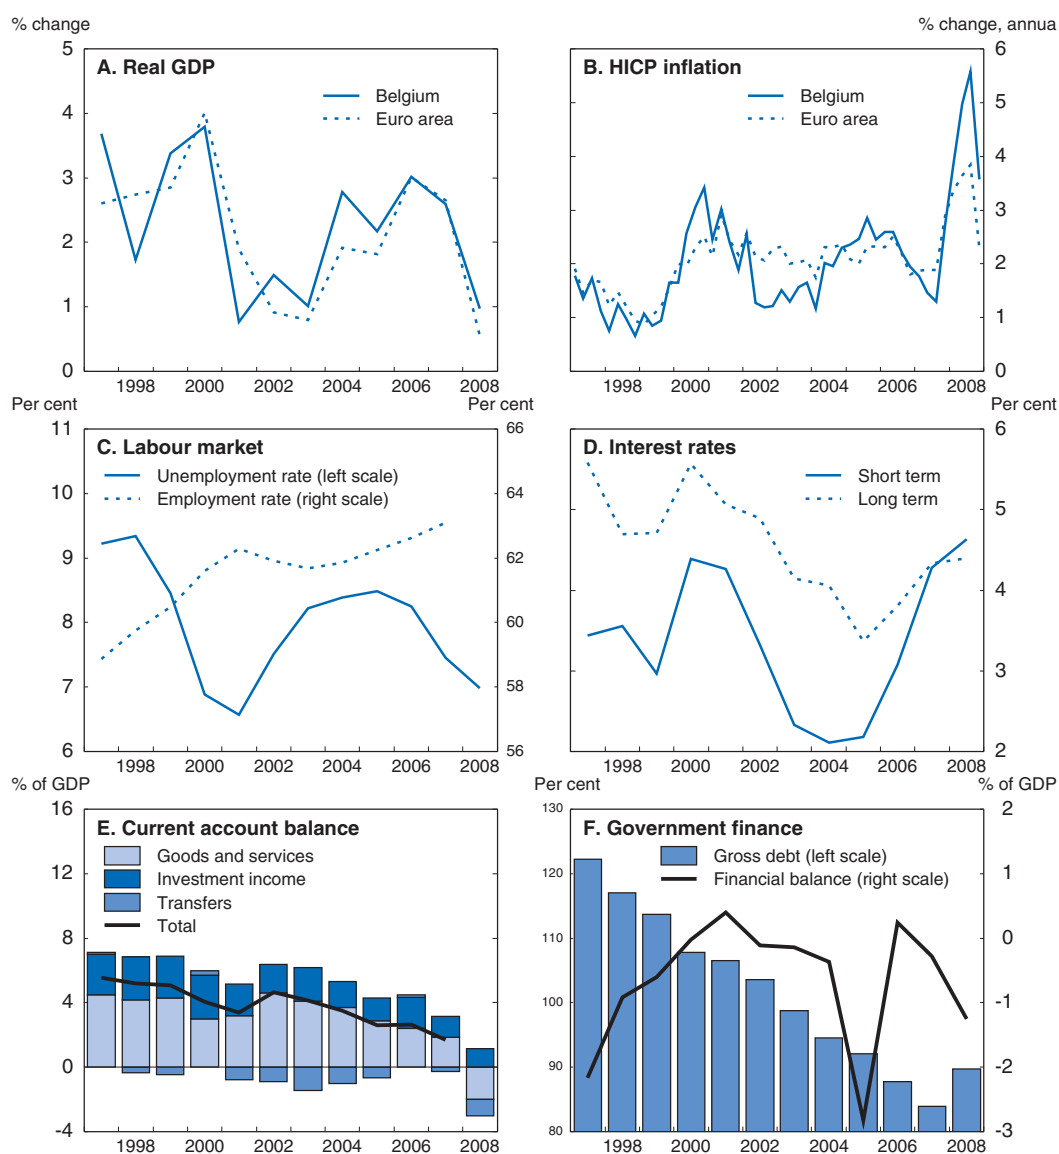 % change
% change, annua
A. Real GDP
Belgium
Euro area
5
4
3
2
1
0
1998 2000 2002 2004 2006 2008
B. HICP inflation
Belgium
Euro area
6
5
4
3
2
1
0
1998 2000 2002 2004 2006 2008
Per cent
Per cent
C. Labour market
Unemployment rate (left scale)
Employment rate (right scale)
11
10
9
8
7
6
66
64
62
60
58
56
1998 2000 2002 2004 2006 2008
Per cent
D. Interest rates
Short term
Long term
6
5
4
3
2
1998 2000 2002 2004 2006 2008
% of GDP
E. Current account balance
Goods and services
Investment income
Transfers
Total
16
12
8
4
0
-4
1998 2000 2002 2004 2006 2008
Per cent
% of GDP
F. Government finance
Gross debt (left scale)
Financial balance (right scale)
130
120
110
100
90
80
2
1
0
-1
-2
-3
1998 2000 2002 2004 2006 2008